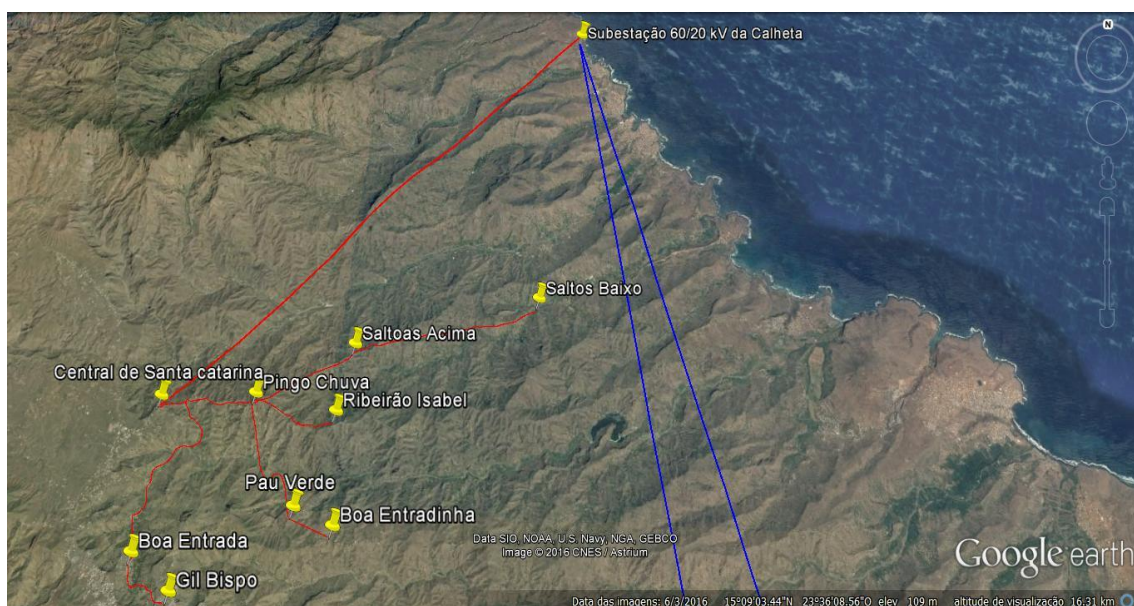 N
Subestação 60/20 kV da Calheta
Saltos Baixo
Saltoas Acima
Central de Santa catarina
Pingo Chuva
Ribeirão Isabel
Pau Verde
Boa Entradinha
Boa Entrada
Gil Bispo
Data SIO, NOAA, U.S. Navy, NGA, GEBCO
Image © 2016 CNES / Astrium
Google earth
Data das imagens: 6/3/2016 15°09'03.44"N 23°36'08.56"O elev 109 m altitude de visualização 16.31 km